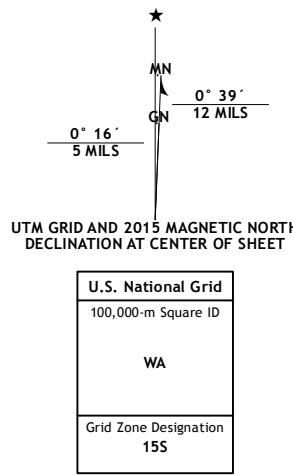 ★
MN
GN
0° 39´
12 MILS
0° 16´
5 MILS
UTM GRID AND 2015 MAGNETIC NORTH
DECLINATION AT CENTER OF SHEET
U.S. National Grid
100,000-m Square ID
WA
Grid Zone Designation
15S